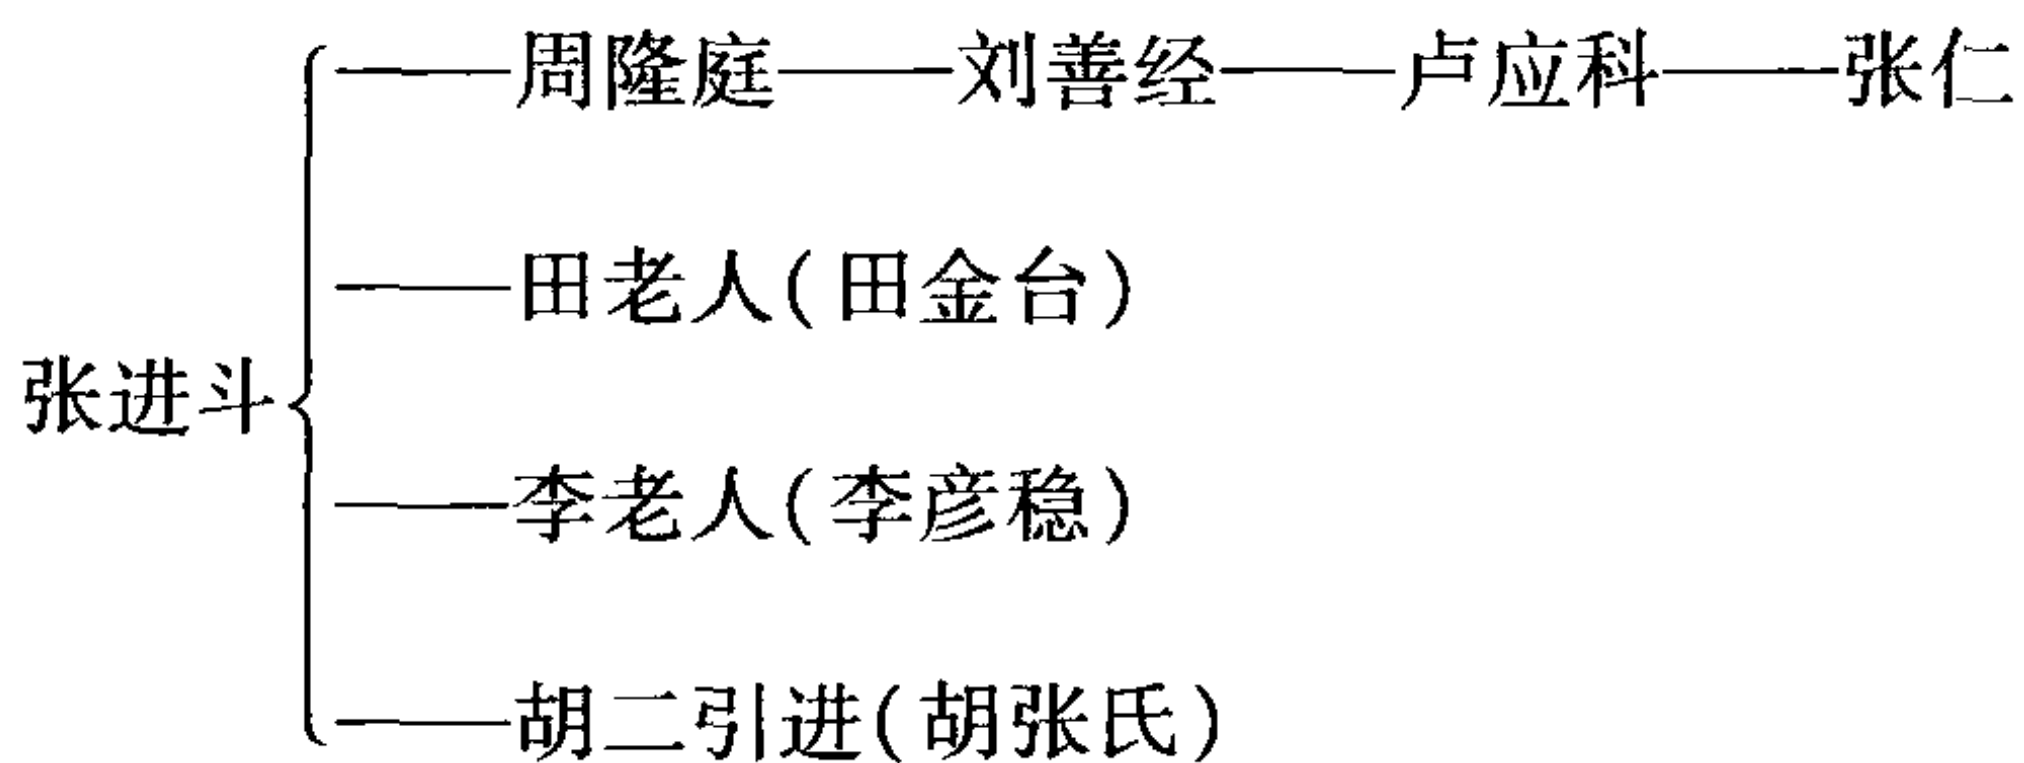 周隆庭——刘善经——卢应科——张仁
田老人(田金台)
张进斗
李老人(李彦稳)
胡二引进(胡张氏)